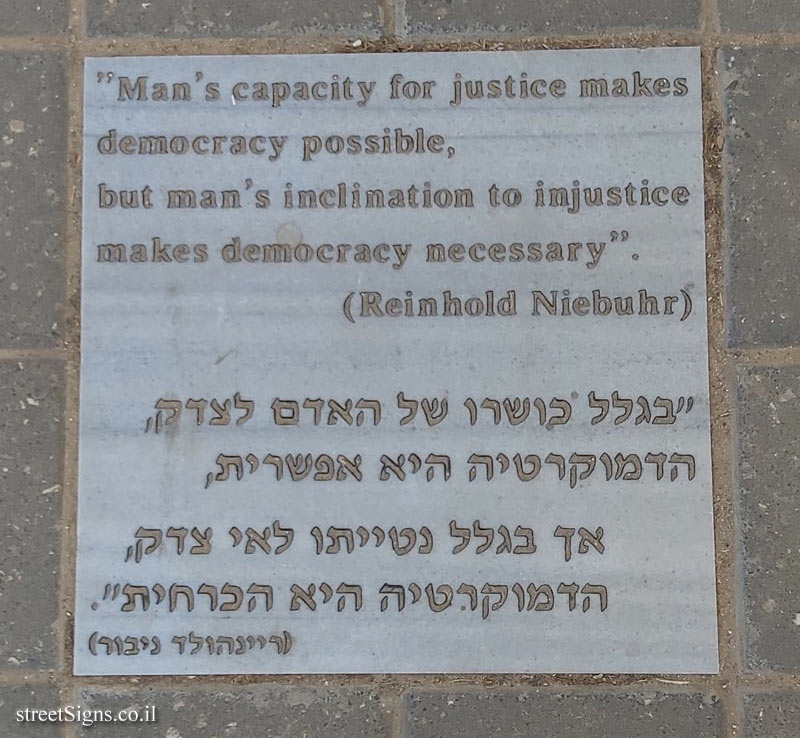 "Man's capacity for justice makes
democracy possible,
but man's inclination to injustice
makes democracy necessary".
(Reinhold Niebuhr)
"בגלל כושרו של האדם לצדק,
הדמוקרטיה היא אפשרית,
אך בגלל נטייתו לאי צדק,
הדמוקרטיה היא הכרחית".
(ריינהולד ניבור)
streetSigns.co.il